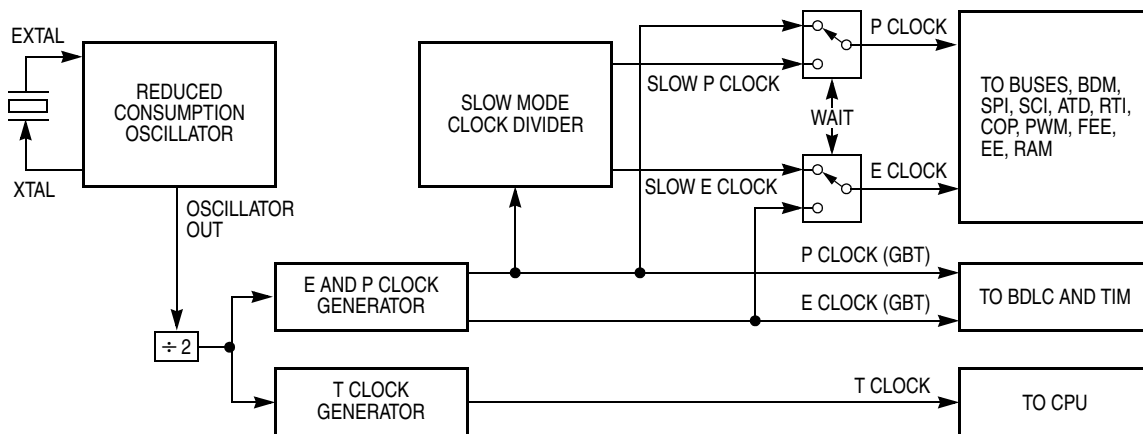 EXTAL
REDUCED
CONSUMPTION
OSCILLATOR
XTAL
OSCILLATOR
OUT
÷ 2
SLOW MODE
CLOCK DIVIDER
SLOW P CLOCK
SLOW E CLOCK
WAIT
P CLOCK
E CLOCK
TO BUSES, BDM,
SPI, SCI, ATD, RTI,
COP, PWM, FEE,
EE, RAM
E AND P CLOCK
GENERATOR
P CLOCK (GBT)
E CLOCK (GBT)
TO BDLC AND TIM
T CLOCK
GENERATOR
T CLOCK
TO CPU